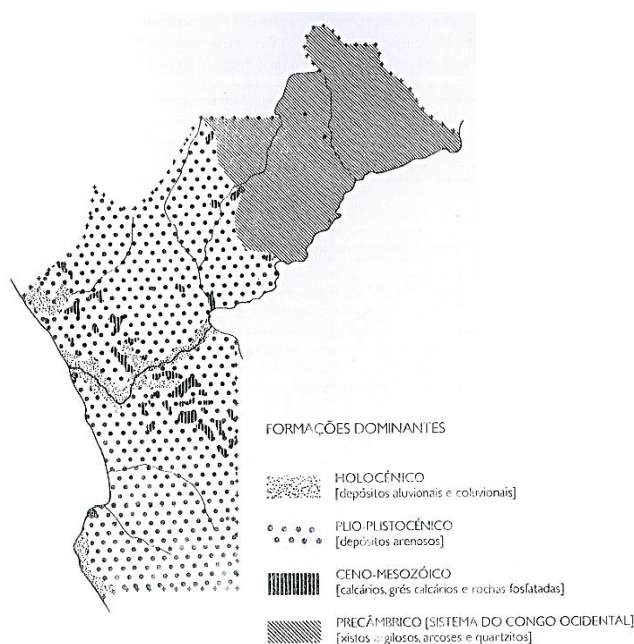 FORMAÇÕES DOMINANTES
HOLOCÉNICO
[depósitos aluvionais e coluvionais]
PLIO-PLISTOCÉNICO
[depósitos arenosos]
CENO-MESOZÓICO
[calcários, grés calcários e rochas fosfatadas]
PRECÂMBRICO [SISTEMA DO CONGO OCIDENTAL]
[xistos argilosos, arcoses e quartzitos]